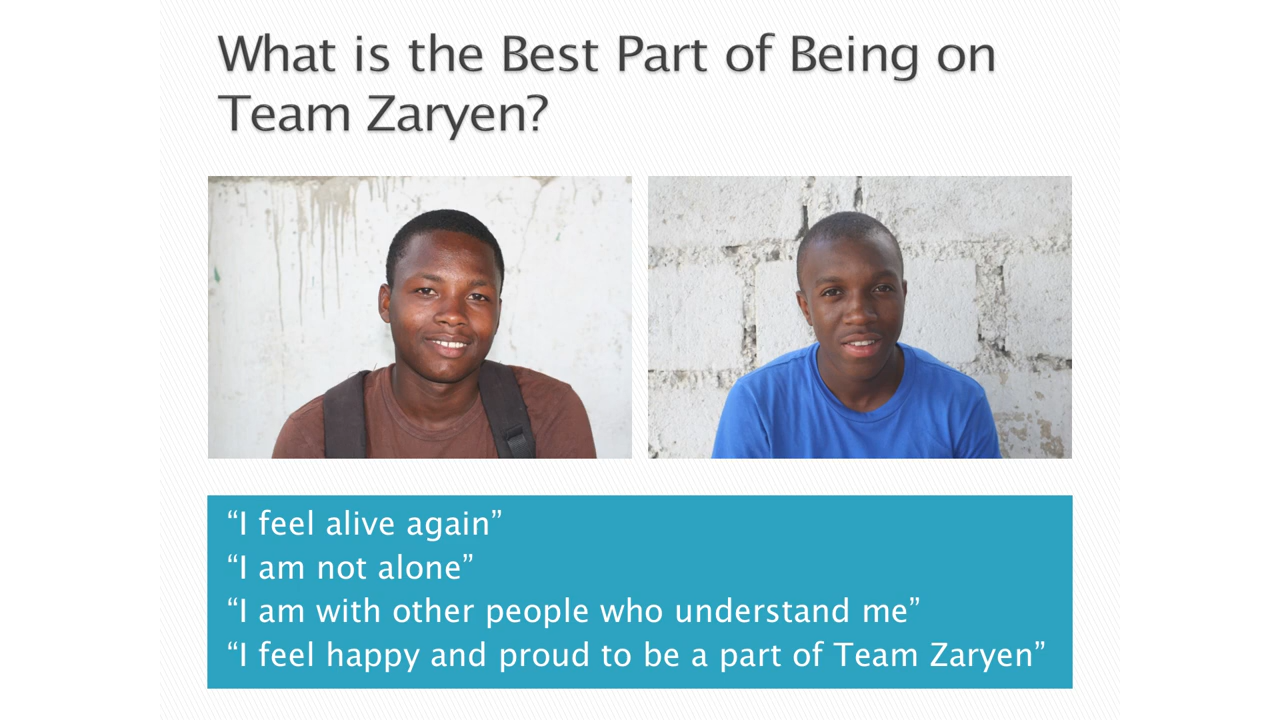 What is the Best Part of Being on
Team Zaryen?
“I feel alive again”
“I am not alone”
“I am with other people who understand me”
“I feel happy and proud to be a part of Team Zaryen”